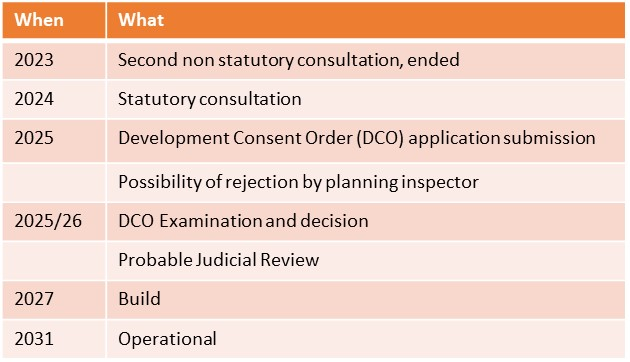 When What
2023 Second non statutory consultation, ended
2024 Statutory consultation
2025 Development Consent Order (DCO) application submission
Possibility of rejection by planning inspector
2025/26 DCO Examination and decision
Probable Judicial Review
2027 Build
2031 Operational